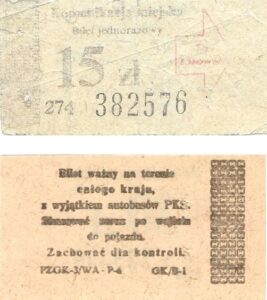 Komunikacja miejska
Bilet jednorazowy
15 zł
274 382576
Bilet ważny na terenie
całego kraju,
z wyjątkiem autobusów PKS.
Skasować zaraz po wejściu
do pojazdu.
Zachować dla kontroli.
PZGK-3/WA - P-6 GK/B-1